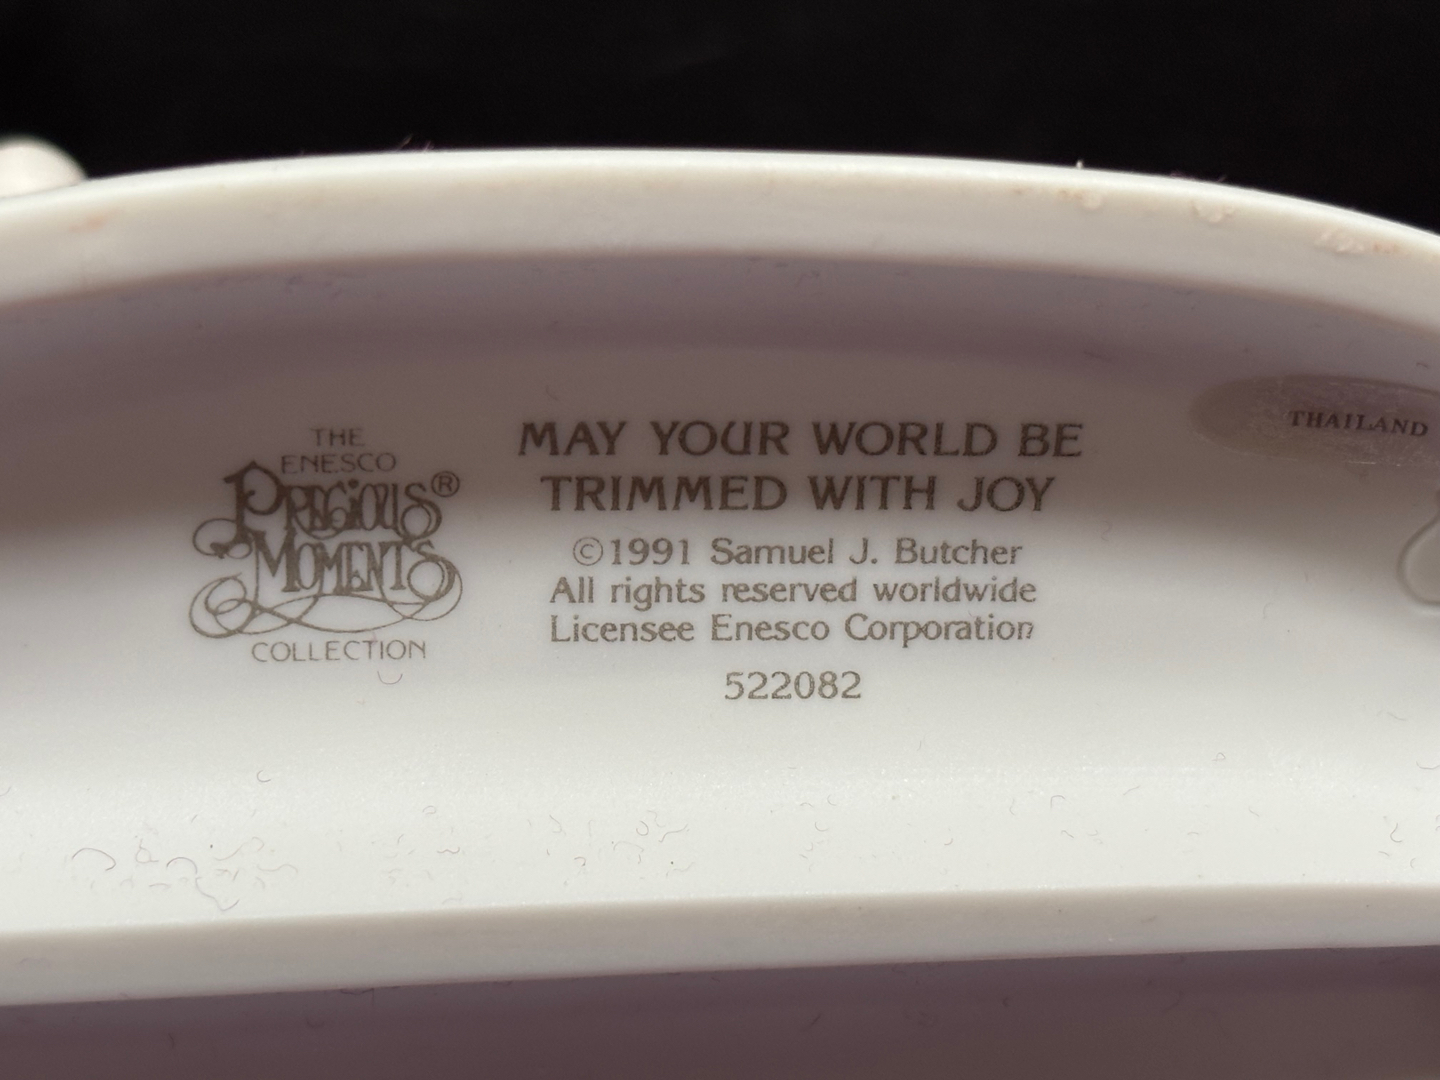 THE
ENESCO
PRECIOUS®
MOMENTS
COLLECTION
MAY YOUR WORLD BE
TRIMMED WITH JOY
©1991 Samuel J. Butcher
All rights reserved worldwide
Licensee Enesco Corporation
522082
THAILAND